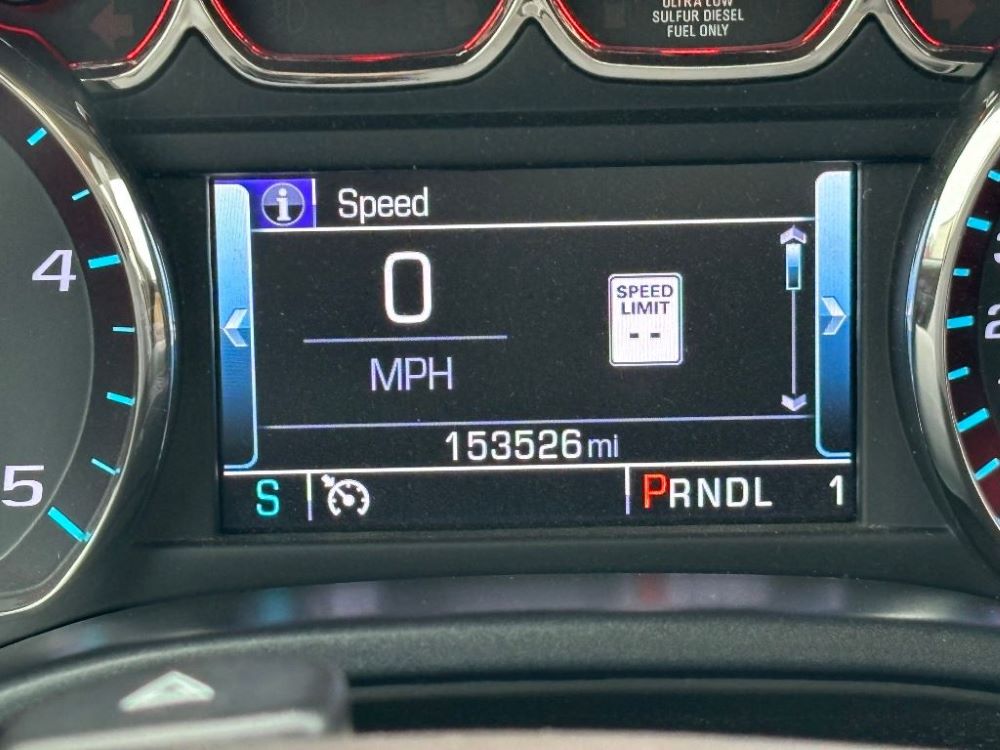 ULTRA LOW
SULFUR DIESEL
FUEL ONLY
i Speed
4
0
SPEED
LIMIT
--
MPH
153526 mi
5
S
PRNDL 1